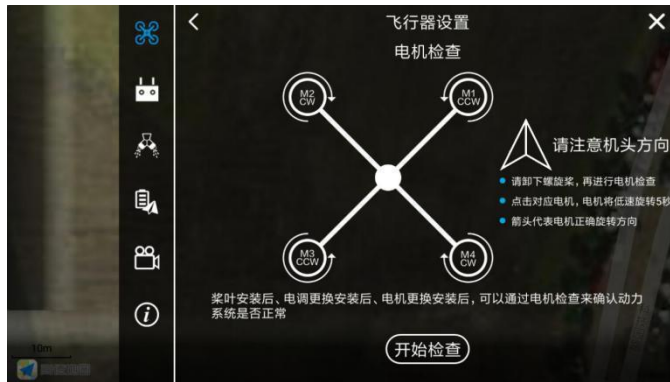 飞行器设置
电机检查
M2
CW
M1
CCW
请注意机头方向
请卸下螺旋桨，再进行电机检查
点击对应电机，电机将低速旋转5秒
箭头代表电机正确旋转方向
M3
CCW
M4
CW
桨叶安装后、电调更换安装后、电机更换安装后，可以通过电机检查来确认动力
系统是否正常
开始检查
10m